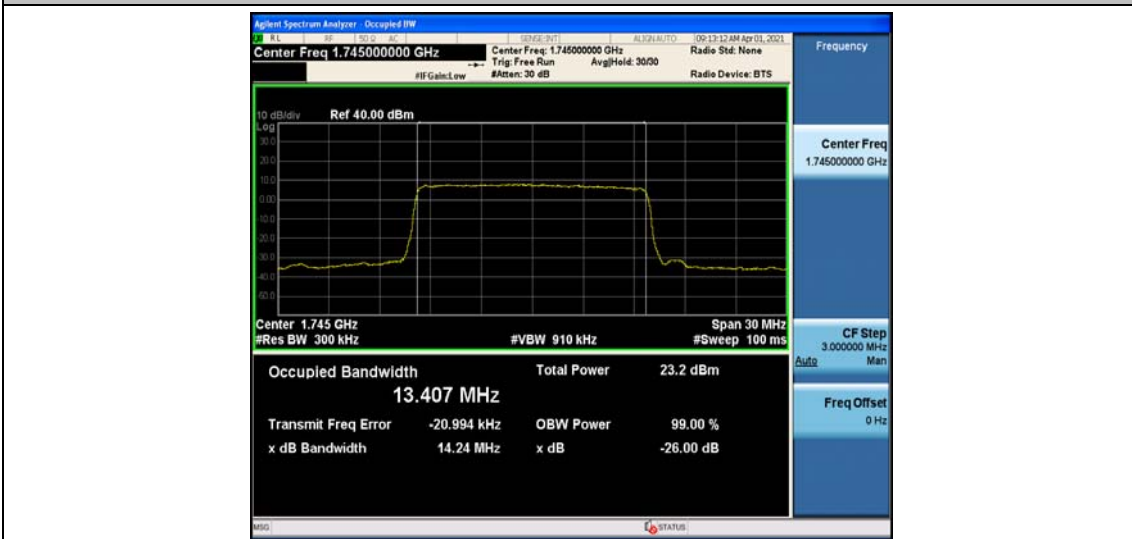 Agilent Spectrum Analyzer - Occupied BW
RL RF 50 Ω AC SENSE:INT ALIGN AUTO 09:13:12 AM Apr 01, 2021
Center Freq 1.745000000 GHz
Center Freq: 1.745000000 GHz Radio Std: None
Trig: Free Run Avg|Hold: 30/30
#IFGain:Low #Atten: 30 dB Radio Device: BTS
Frequency
10 dB/div Ref 40.00 dBm
Log
30.0
20.0
10.0
0.00
-10.0
-20.0
-30.0
-40.0
Center Freq
1.745000000 GHz
Center 1.745 GHz Span 30 MHz
#Res BW 300 kHz #VBW 910 kHz #Sweep 100 ms
CF Step
3.000000 MHz
Auto Man
Occupied Bandwidth Total Power 23.2 dBm
13.407 MHz
Transmit Freq Error -20.994 kHz OBW Power 99.00 %
x dB Bandwidth 14.24 MHz x dB -26.00 dB
Freq Offset
0 Hz
MSG STATUS